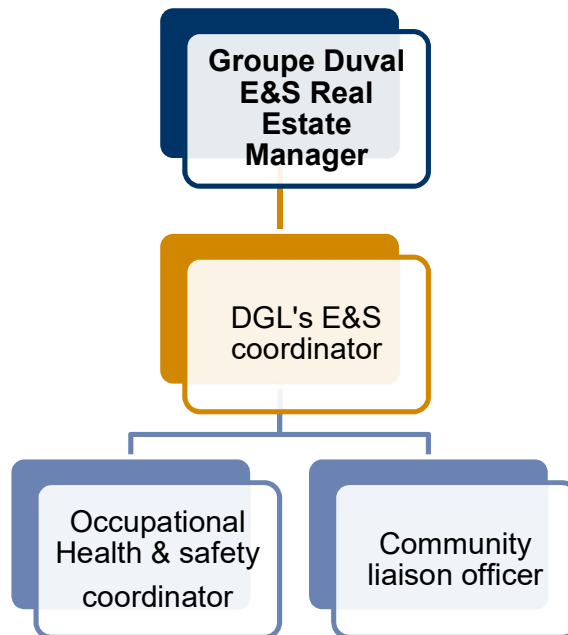 Groupe Duval
E&S Real
Estate
Manager
DGL's E&S
coordinator
Occupational
Health & safety
coordinator
Community
liaison officer